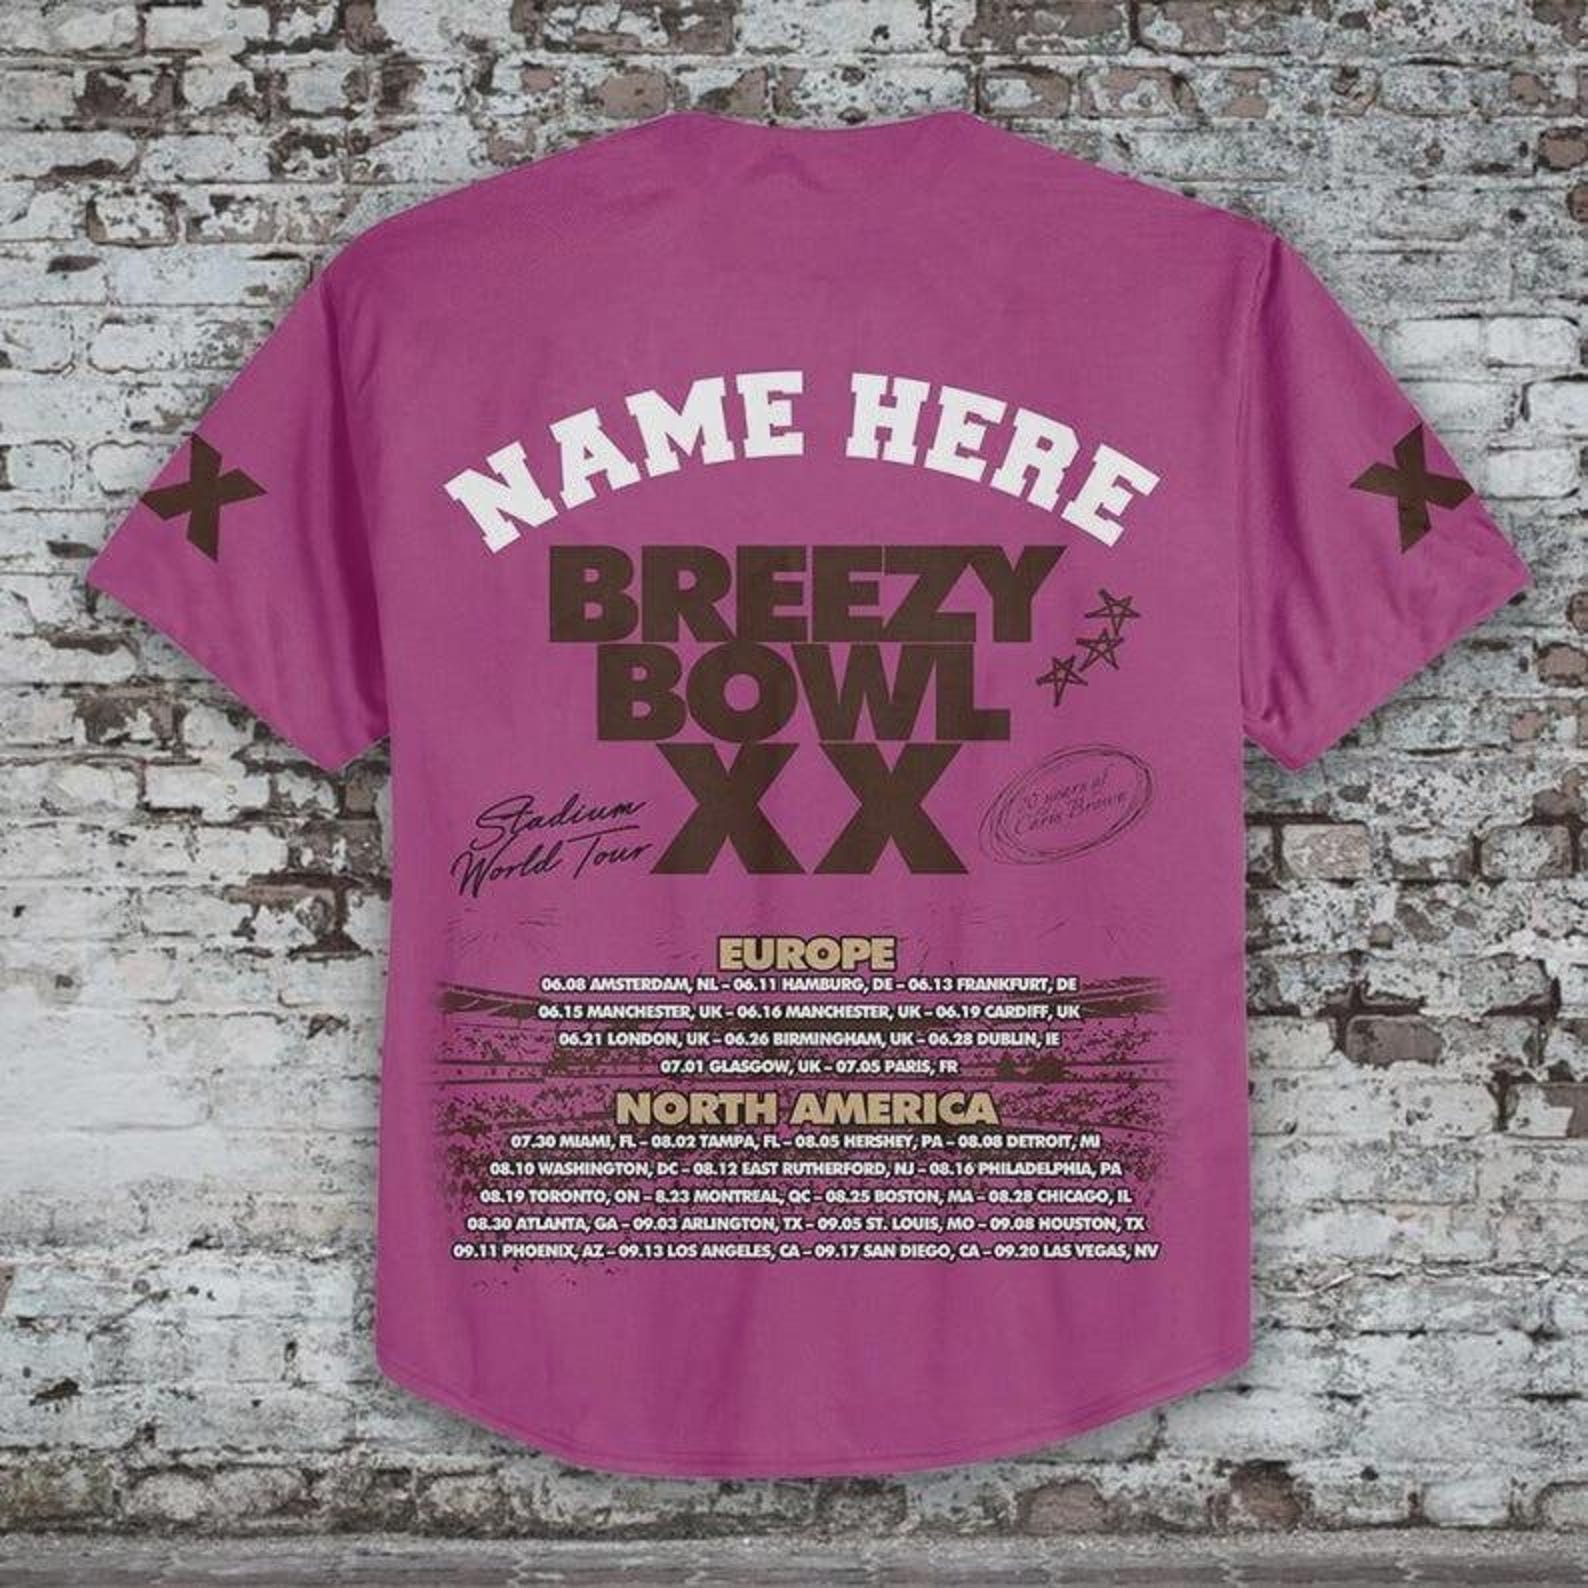 NAME HERE
X
X
BREEZY
BOWL
XX
Stadium
World Tour
20 years of
Chris Brown
EUROPE
06.08 AMSTERDAM, NL – 06.11 HAMBURG, DE – 06.13 FRANKFURT, DE
06.15 MANCHESTER, UK – 06.16 MANCHESTER, UK – 06.19 CARDIFF, UK
06.21 LONDON, UK – 06.26 BIRMINGHAM, UK – 06.28 DUBLIN, IE
07.01 GLASGOW, UK – 07.05 PARIS, FR
NORTH AMERICA
07.30 MIAMI, FL – 08.02 TAMPA, FL – 08.05 HERSHEY, PA – 08.08 DETROIT, MI
08.10 WASHINGTON, DC – 08.12 EAST RUTHERFORD, NJ – 08.16 PHILADELPHIA, PA
08.19 TORONTO, ON – 8.23 MONTREAL, QC – 08.25 BOSTON, MA – 08.28 CHICAGO, IL
08.30 ATLANTA, GA – 09.03 ARLINGTON, TX – 09.05 ST. LOUIS, MO – 09.08 HOUSTON, TX
09.11 PHOENIX, AZ – 09.13 LOS ANGELES, CA – 09.17 SAN DIEGO, CA – 09.20 LAS VEGAS, NV